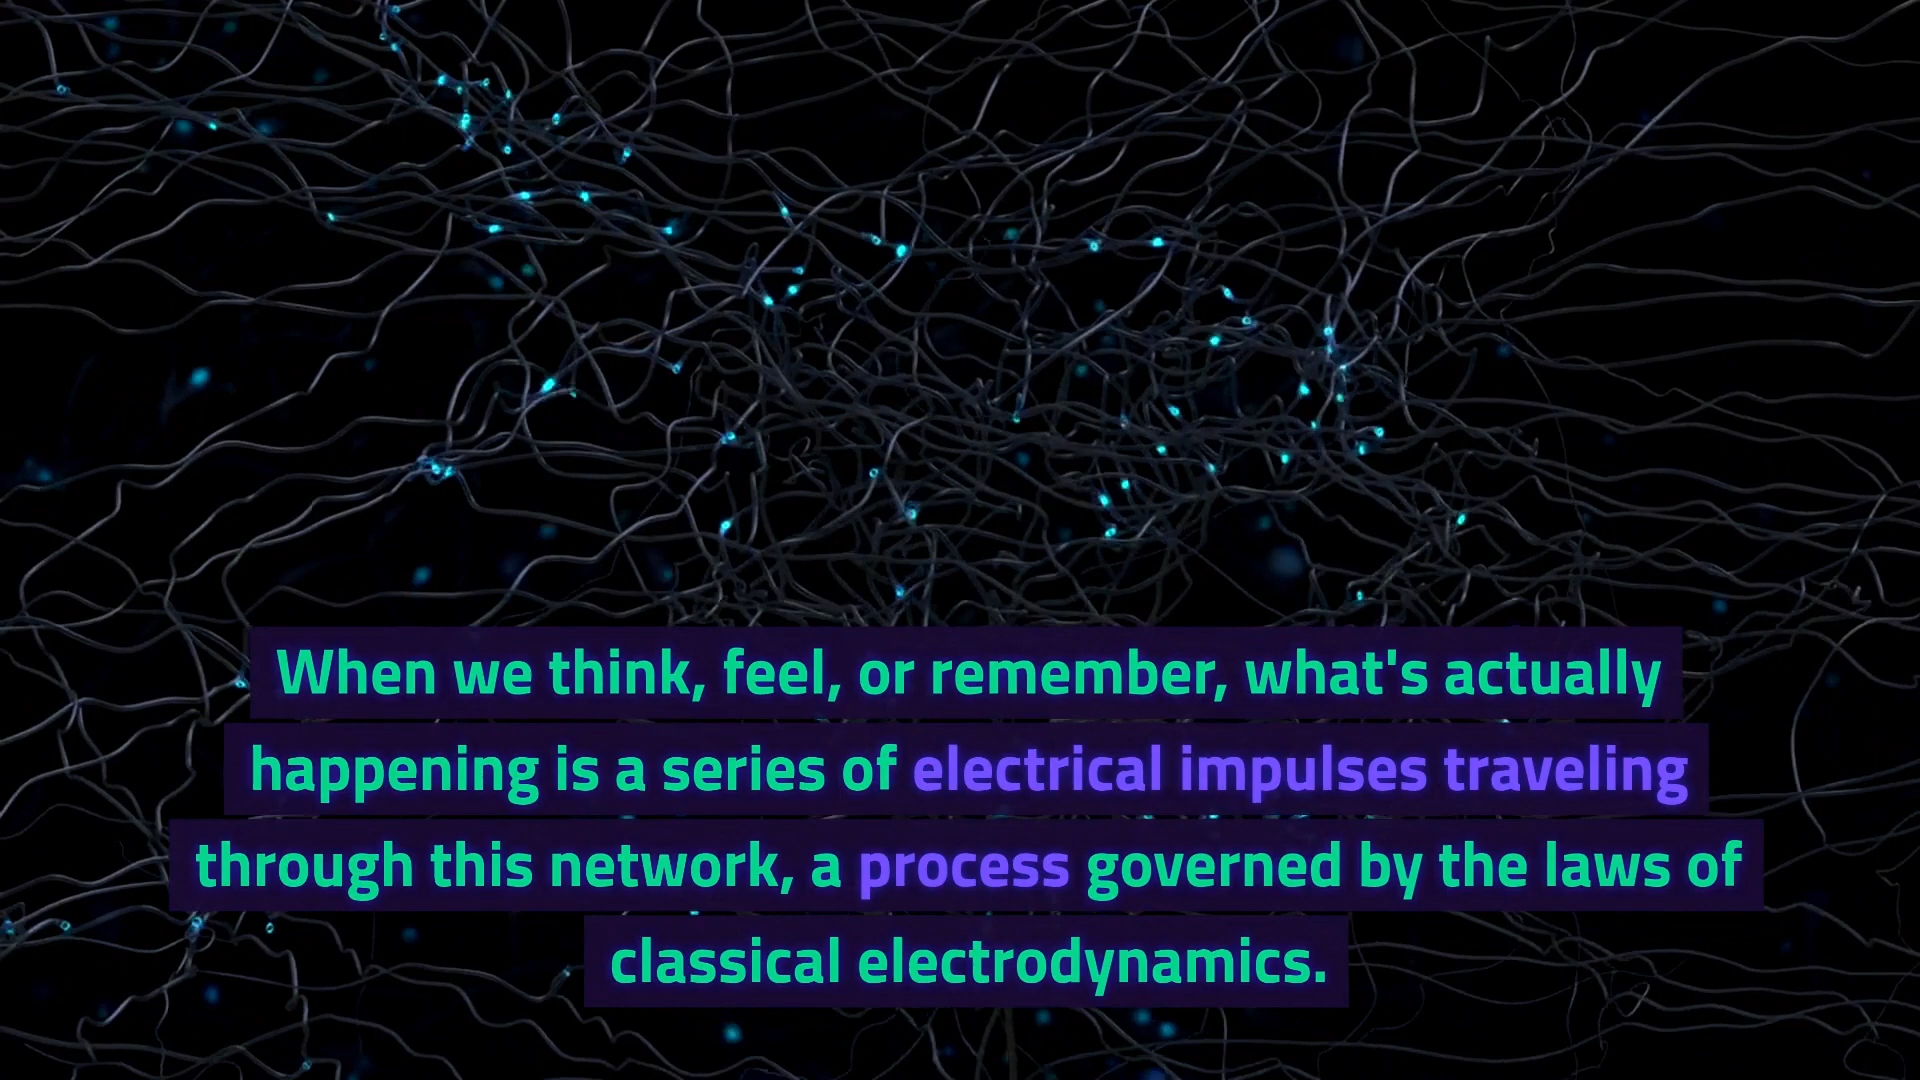 When we think, feel, or remember, what's actually
happening is a series of electrical impulses traveling
through this network, a process governed by the laws of
classical electrodynamics.